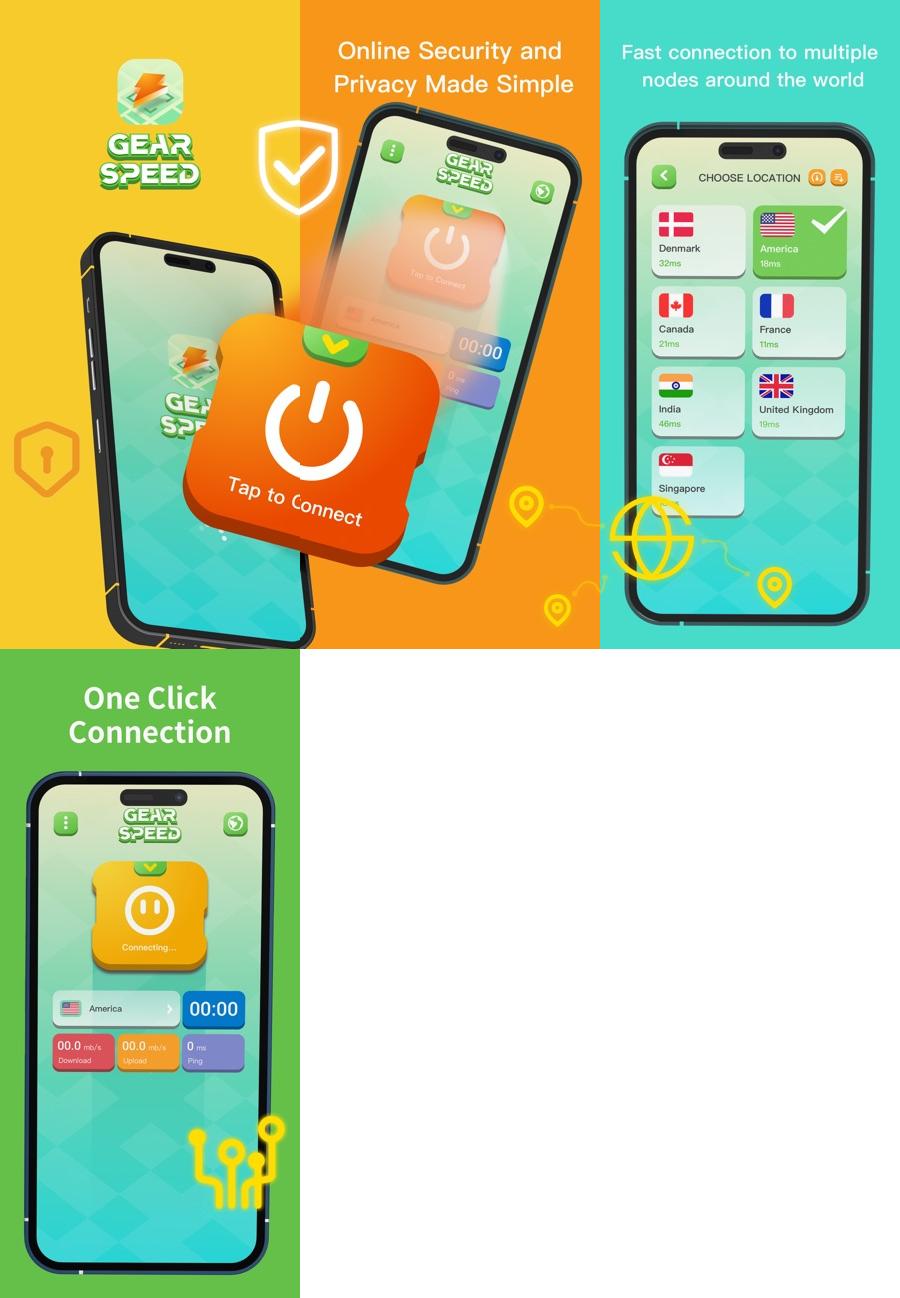 GEAR
SPEED
GEAR
SPEED
Tap to Connect
Online Security and
Privacy Made Simple
GEAR
SPEED
Tap to Connect
America
00:00
0 ms
Ping
Fast connection to multiple
nodes around the world
CHOOSE LOCATION
Denmark
32ms
America
18ms
Canada
21ms
France
11ms
India
46ms
United Kingdom
19ms
Singapore
One Click
Connection
GEAR
SPEED
Connecting...
America
00:00
00.0 mb/s
Download
00.0 mb/s
Upload
0 ms
Ping